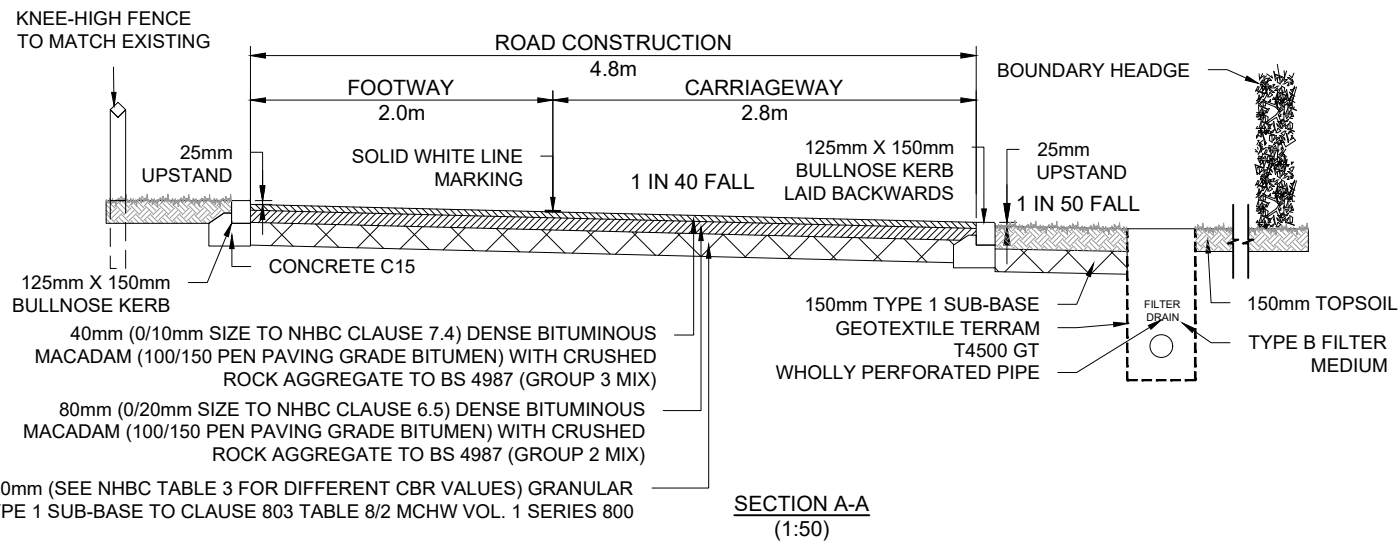 KNEE-HIGH FENCE
TO MATCH EXISTING
ROAD CONSTRUCTION
4.8m
BOUNDARY HEADGE
FOOTWAY
2.0m
CARRIAGEWAY
2.8m
25mm
UPSTAND
SOLID WHITE LINE
MARKING
1 IN 40 FALL
125mm X 150mm
BULLNOSE KERB
LAID BACKWARDS
25mm
UPSTAND
1 IN 50 FALL
125mm X 150mm
BULLNOSE KERB
CONCRETE C15
150mm TYPE 1 SUB-BASE
GEOTEXTILE TERRAM
T4500 GT
WHOLLY PERFORATED PIPE
FILTER
DRAIN
150mm TOPSOIL
TYPE B FILTER
MEDIUM
40mm (0/10mm SIZE TO NHBC CLAUSE 7.4) DENSE BITUMINOUS
MACADAM (100/150 PEN PAVING GRADE BITUMEN) WITH CRUSHED
ROCK AGGREGATE TO BS 4987 (GROUP 3 MIX)
80mm (0/20mm SIZE TO NHBC CLAUSE 6.5) DENSE BITUMINOUS
MACADAM (100/150 PEN PAVING GRADE BITUMEN) WITH CRUSHED
ROCK AGGREGATE TO BS 4987 (GROUP 2 MIX)
0mm (SEE NHBC TABLE 3 FOR DIFFERENT CBR VALUES) GRANULAR
PE 1 SUB-BASE TO CLAUSE 803 TABLE 8/2 MCHW VOL. 1 SERIES 800
SECTION A-A
(1:50)